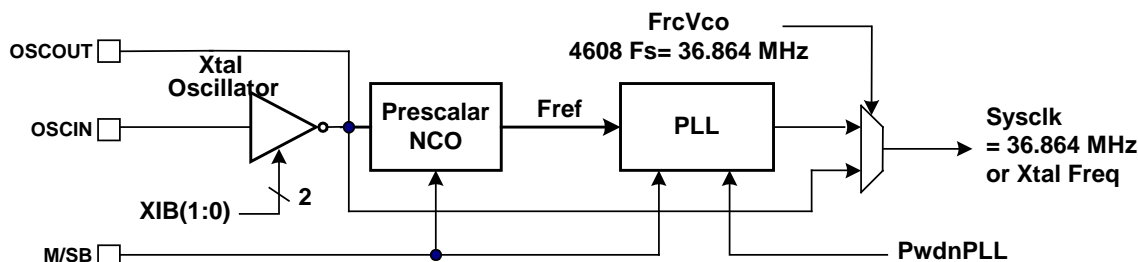 FrcVco
4608 Fs= 36.864 MHz
OSCOUT
Xtal
Oscillator
OSCIN
Prescalar
NCO
Fref
PLL
Sysclk
= 36.864 MHz
or Xtal Freq
2
XIB(1:0)
M/SB
PwdnPLL